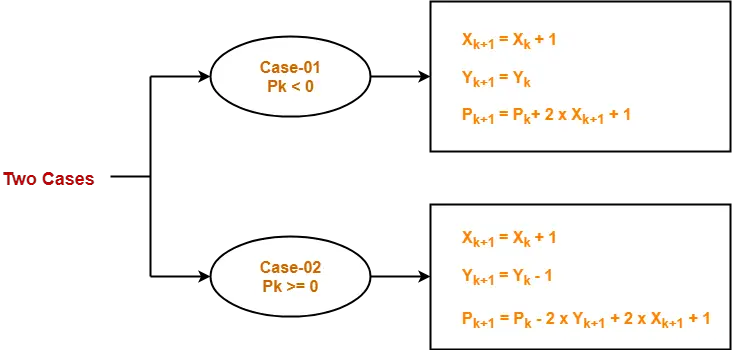 Two Cases
Case-01
Pk < 0
Xk+1 = Xk + 1
Yk+1 = Yk
Pk+1 = Pk+ 2 x Xk+1 + 1
Case-02
Pk >= 0
Xk+1 = Xk + 1
Yk+1 = Yk - 1
Pk+1 = Pk - 2 x Yk+1 + 2 x Xk+1 + 1